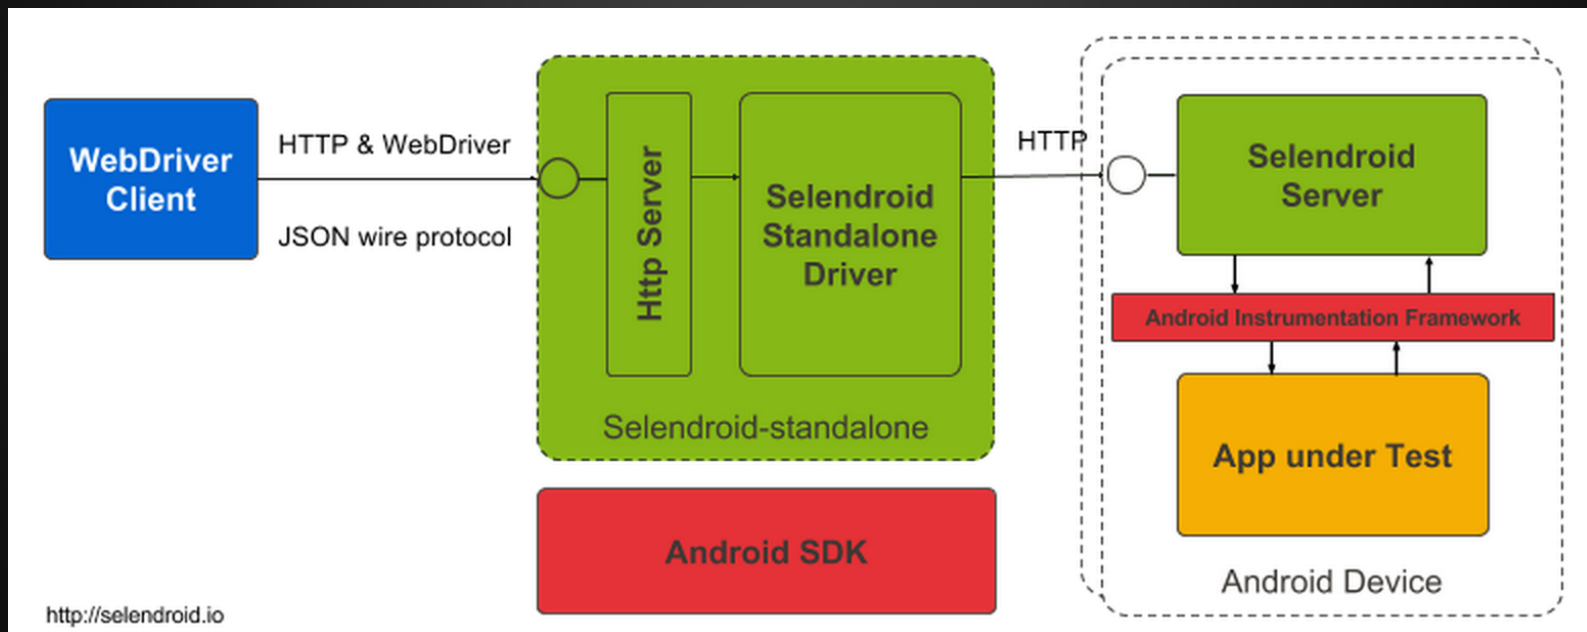 WebDriver
Client
HTTP & WebDriver
JSON wire protocol
Http Server
Selendroid
Standalone
Driver
Selendroid-standalone
Android SDK
HTTP
Selendroid
Server
Android Instrumentation Framework
App under Test
Android Device
http://selendroid.io